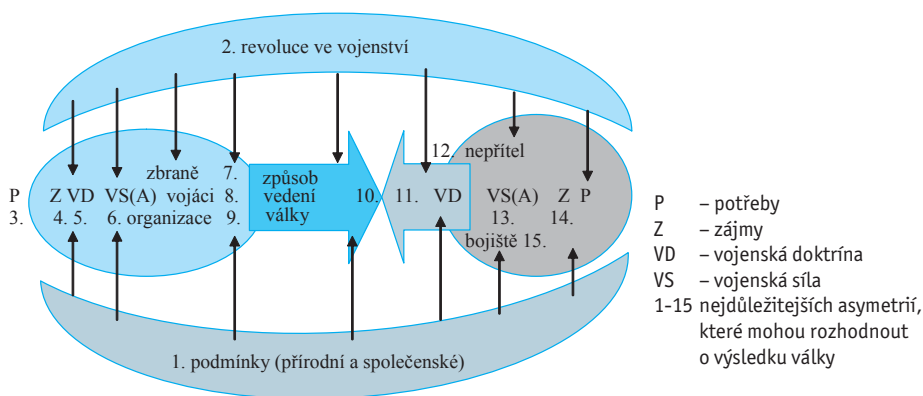 2. revoluce ve vojenství
12. nepřítel
zbraně 7.
P Z VD VS(A) vojáci 8.
3. 4. 5. 6. organizace 9.
způsob
vedení
války
10. 11. VD
VS(A) Z P
13. 14.
bojiště 15.
1. podmínky (přírodní a společenské)
P – potřeby
Z – zájmy
VD – vojenská doktrína
VS – vojenská síla
1-15 nejdůležitejších asymetrií,
které mohou rozhodnout
o výsledku války